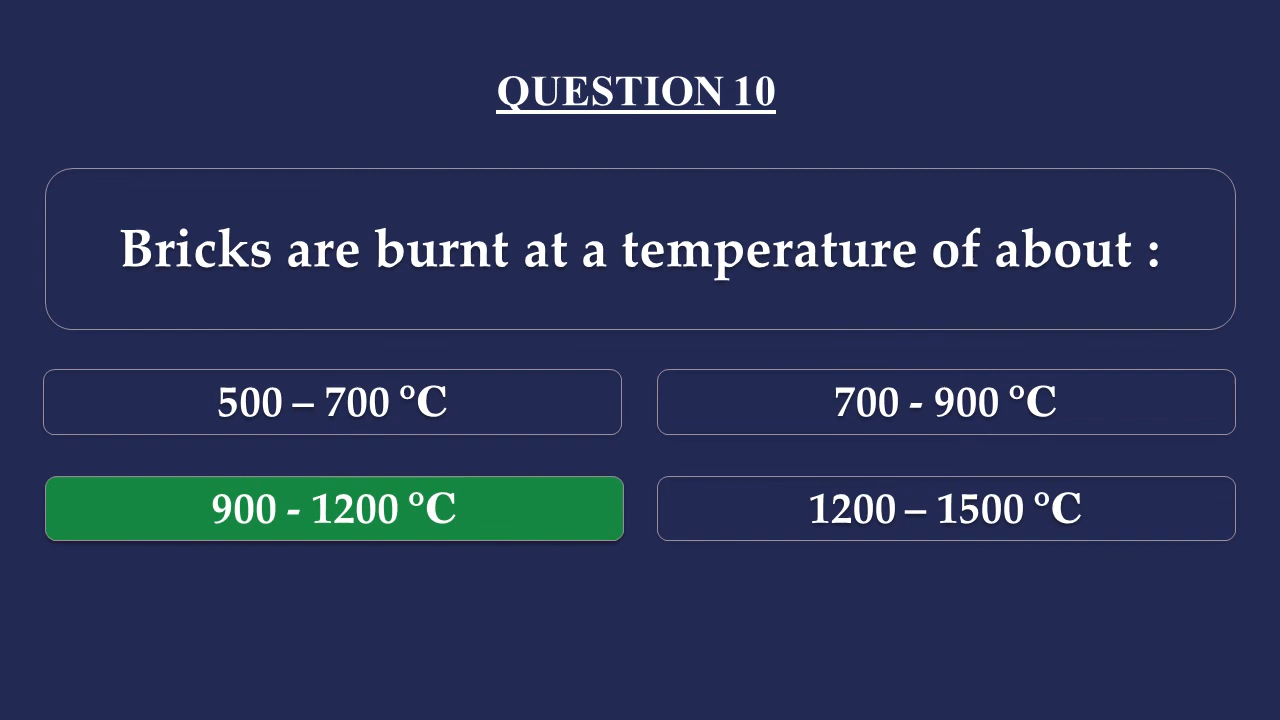 QUESTION 10
Bricks are burnt at a temperature of about :
500 – 700 ºC
700 - 900 ºC
900 - 1200 ºC
1200 – 1500 ºC